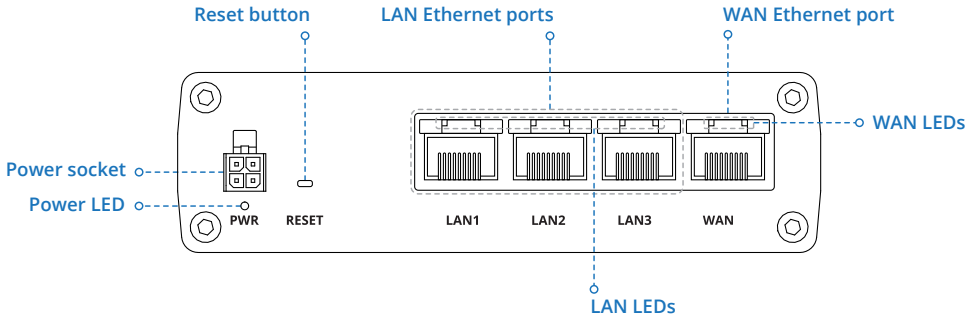 Reset button
LAN Ethernet ports
WAN Ethernet port
WAN LEDs
Power socket
Power LED
PWR
RESET
LAN1
LAN2
LAN3
WAN
LAN LEDs